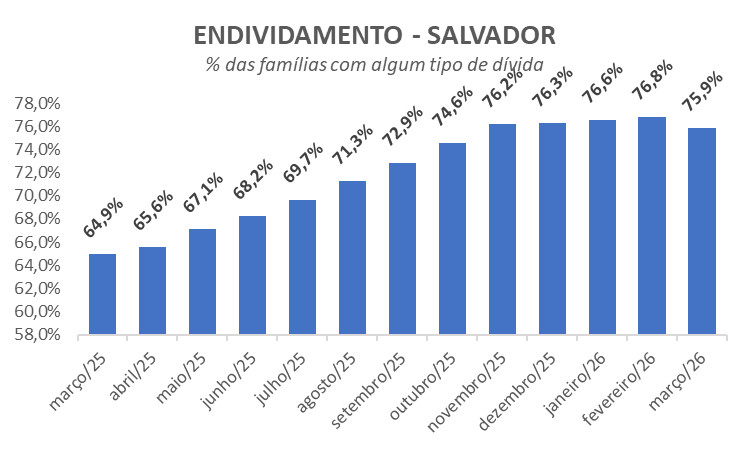 ENDIVIDAMENTO - SALVADOR
% das famílias com algum tipo de dívida
78,0%
76,0%
74,0%
72,0%
70,0%
68,0%
66,0%
64,0%
62,0%
60,0%
58,0%
64,9%
65,6%
67,1%
68,2%
69,7%
71,3%
72,9%
74,6%
76,2%
76,3%
76,6%
76,8%
75,9%
março/25
abril/25
maio/25
junho/25
julho/25
agosto/25
setembro/25
outubro/25
novembro/25
dezembro/25
janeiro/26
fevereiro/26
março/26